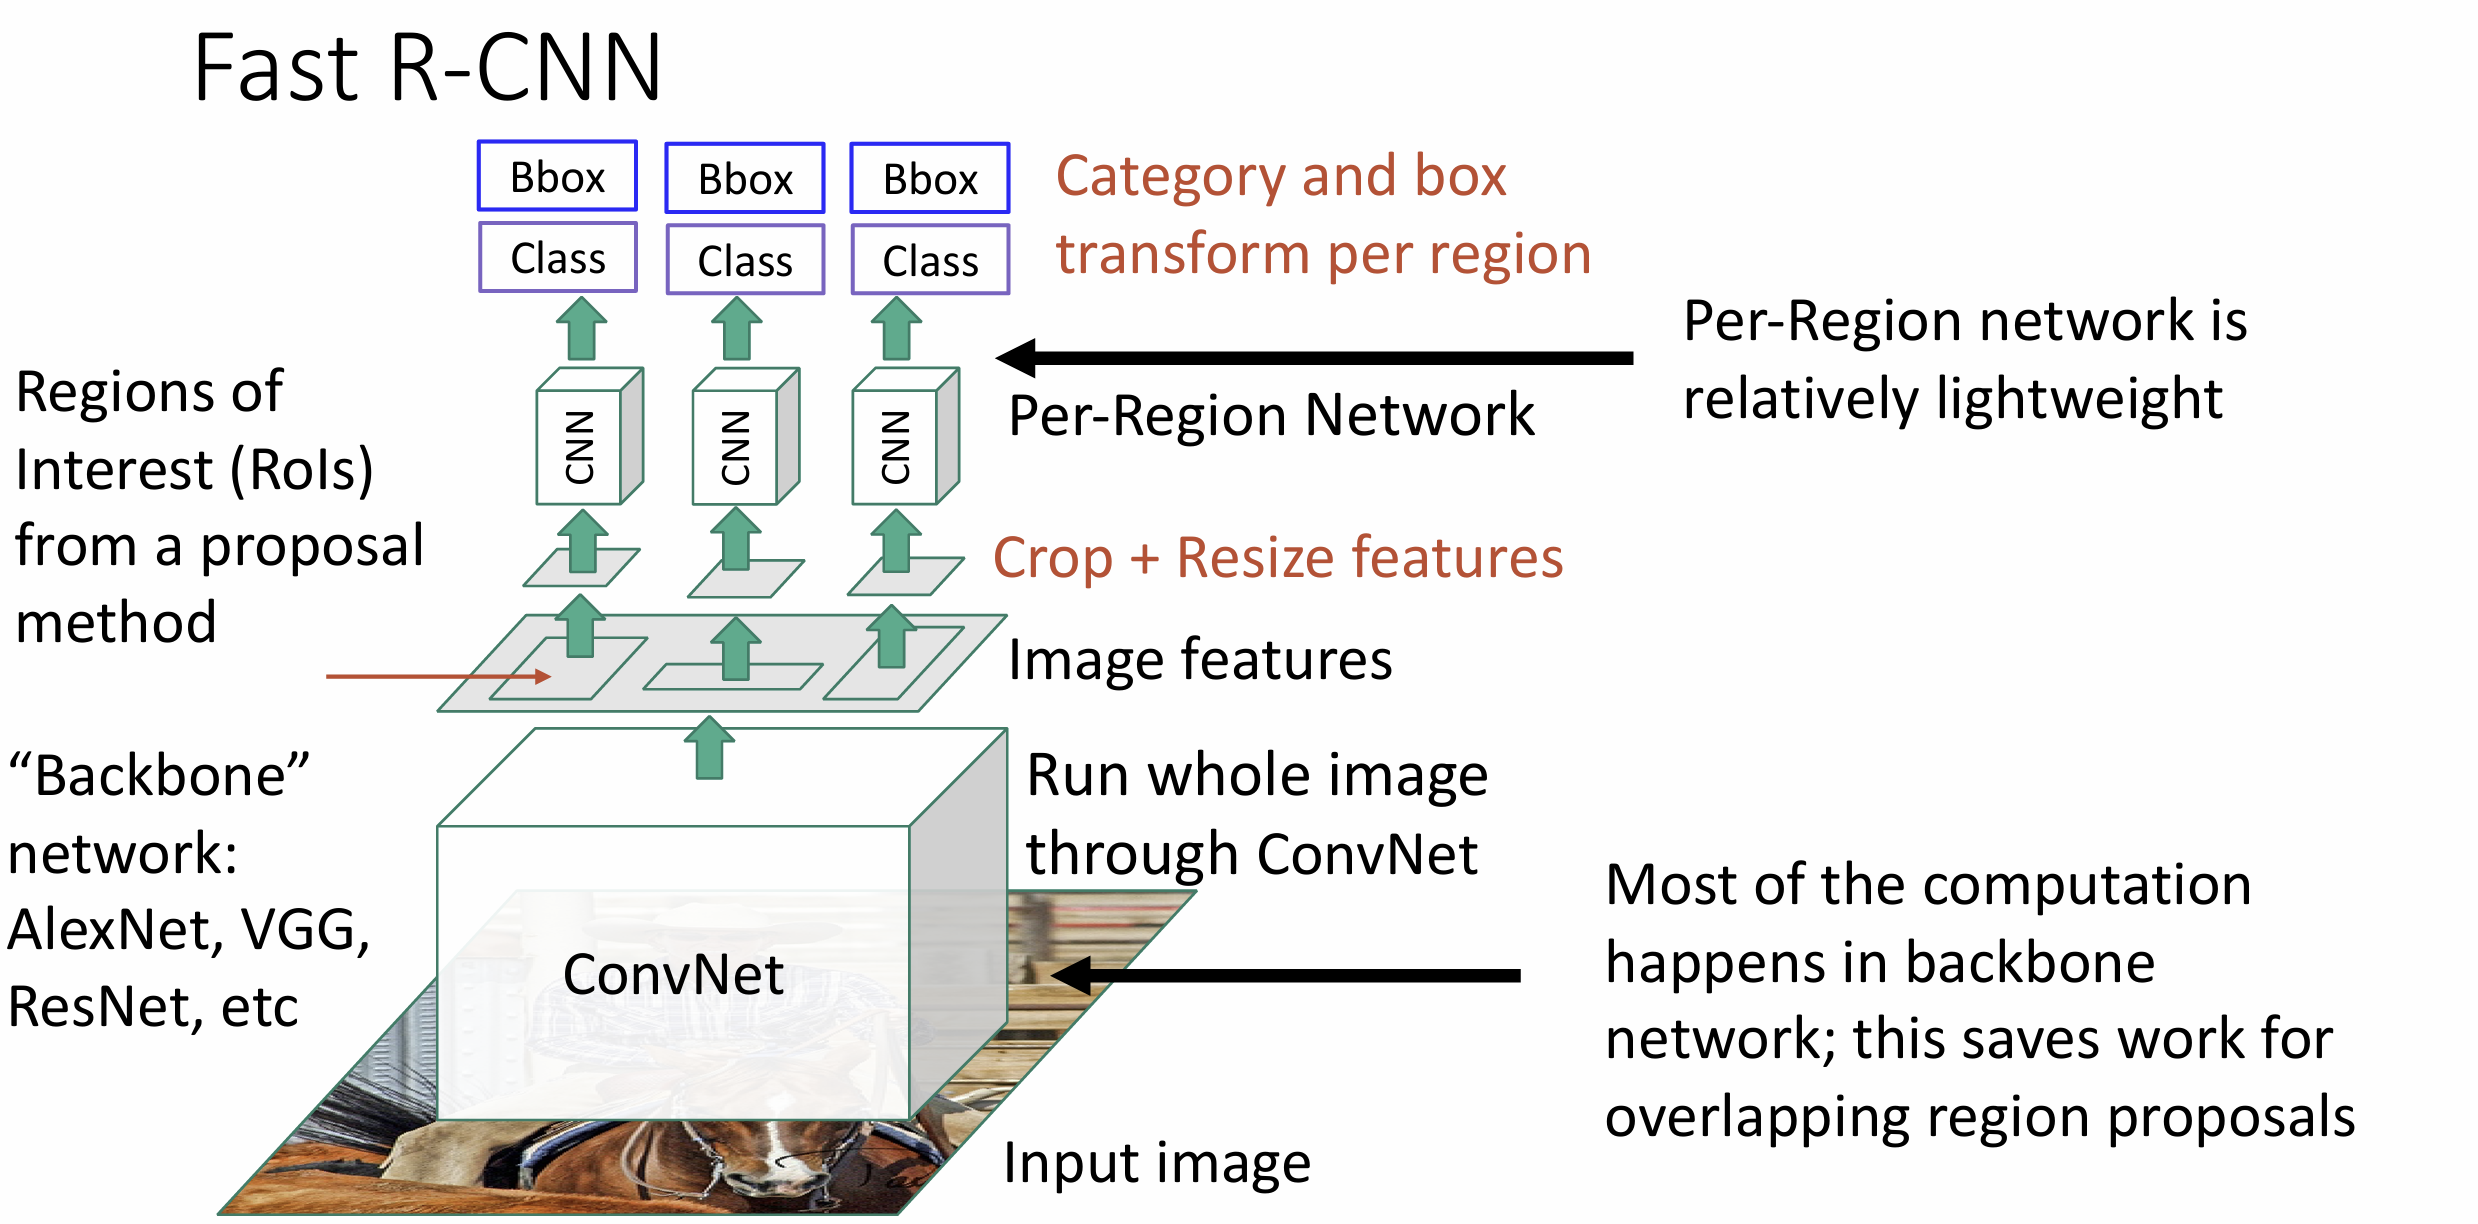 Fast R-CNN
Bbox
Bbox
Bbox
Class
Class
Class
Category and box
transform per region
Per-Region network is
relatively lightweight
Regions of
Interest (RoIs)
from a proposal
method
CNN
CNN
CNN
Per-Region Network
Crop + Resize features
Image features
“Backbone”
network:
AlexNet, VGG,
ResNet, etc
Run whole image
through ConvNet
ConvNet
Most of the computation
happens in backbone
network; this saves work for
overlapping region proposals
Input image